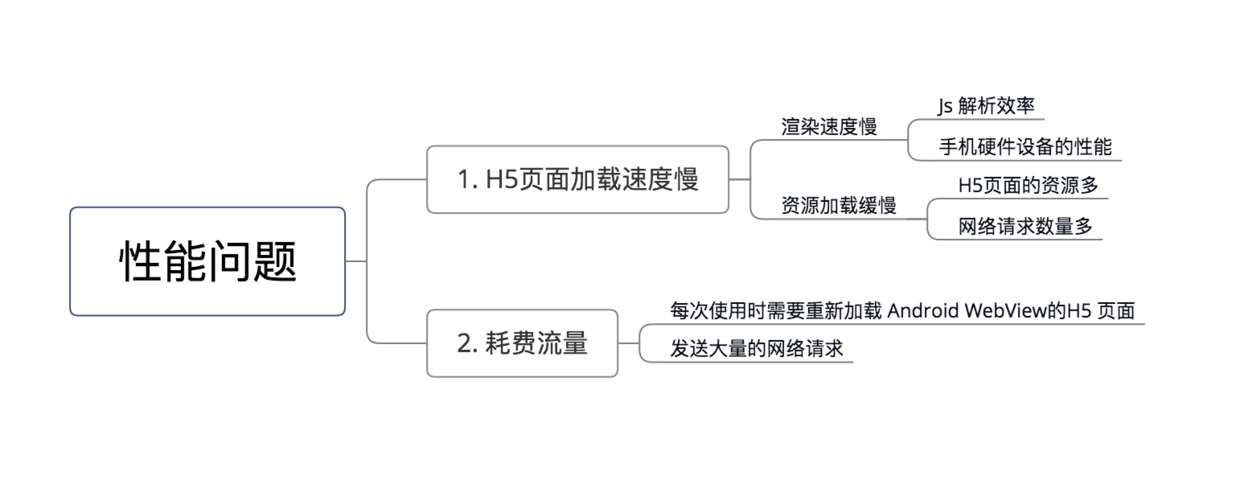 性能问题
1. H5页面加载速度慢
渲染速度慢
Js 解析效率
手机硬件设备的性能
资源加载缓慢
H5页面的资源多
网络请求数量多
2. 耗费流量
每次使用时需要重新加载 Android WebView的H5 页面
发送大量的网络请求